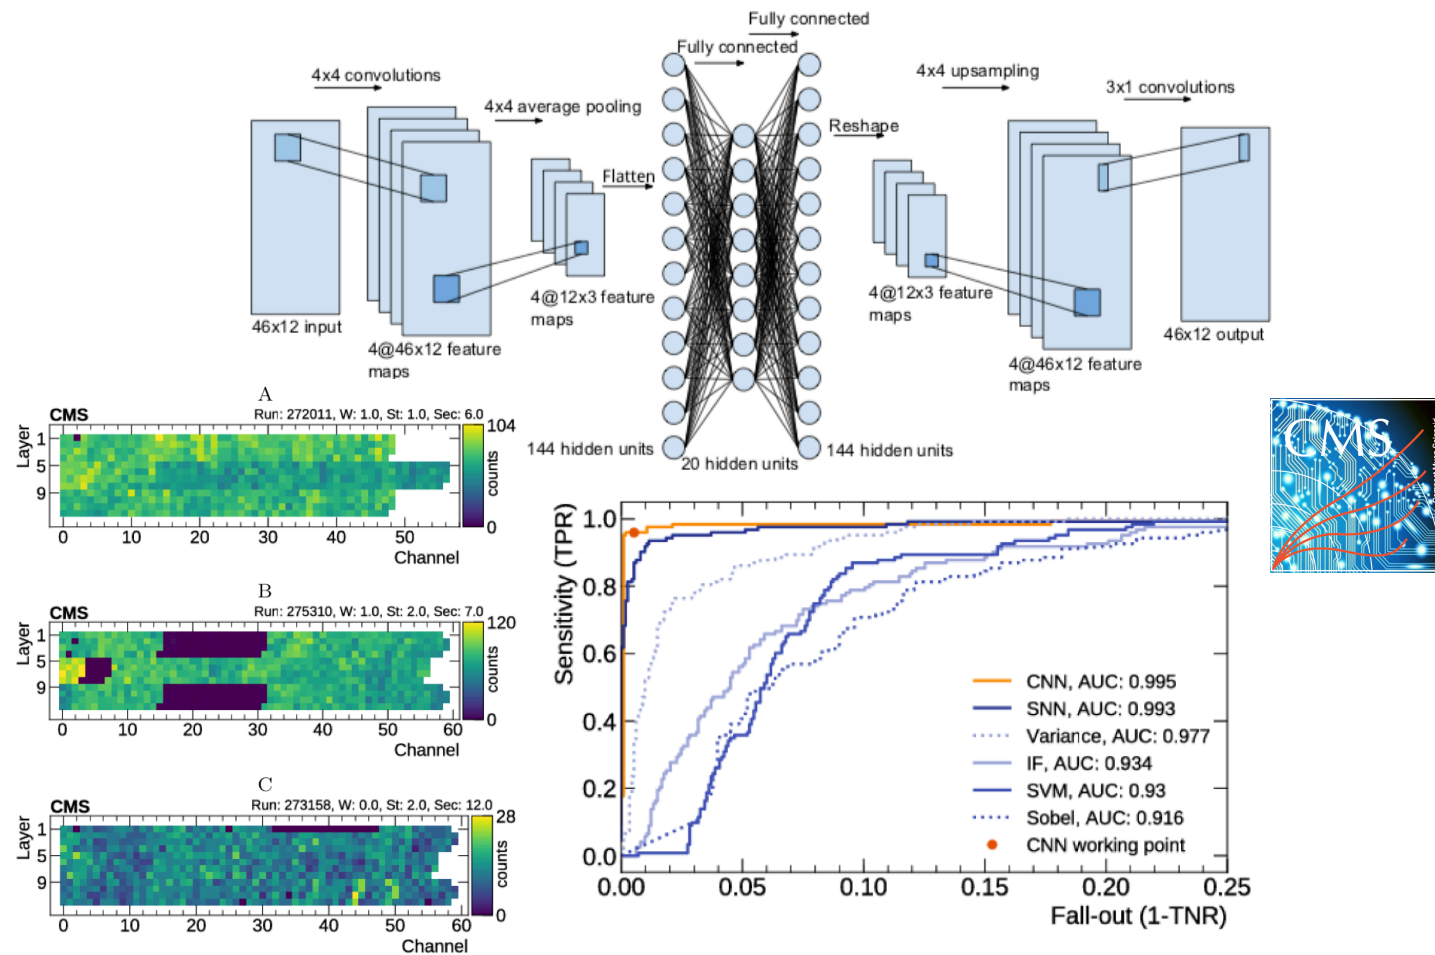 Fully connected
Fully connected
4x4 convolutions
4x4 average pooling
Flatten
Reshape
4x4 upsampling
3x1 convolutions
46x12 input
4@46x12 feature
maps
4@12x3 feature
maps
144 hidden units
20 hidden units
144 hidden units
4@12x3 feature
maps
4@46x12 feature
maps
46x12 output
A
CMS
Run: 272011, W: 1.0, St: 1.0, Sec: 6.0
Layer
1
5
9
104
counts
0
0 10 20 30 40 50
Channel
B
CMS
Run: 275310, W: 1.0, St: 2.0, Sec: 7.0
Layer
1
5
9
120
counts
0
0 10 20 30 40 50 60
Channel
C
CMS
Run: 273158, W: 0.0, St: 2.0, Sec: 12.0
Layer
1
5
9
28
counts
0
0 10 20 30 40 50 60
Channel
Sensitivity (TPR)
1.0
0.8
0.6
0.4
0.2
0.0
CNN, AUC: 0.995
SNN, AUC: 0.993
Variance, AUC: 0.977
IF, AUC: 0.934
SVM, AUC: 0.93
Sobel, AUC: 0.916
CNN working point
0.00 0.05 0.10 0.15 0.20 0.25
Fall-out (1-TNR)
CMS